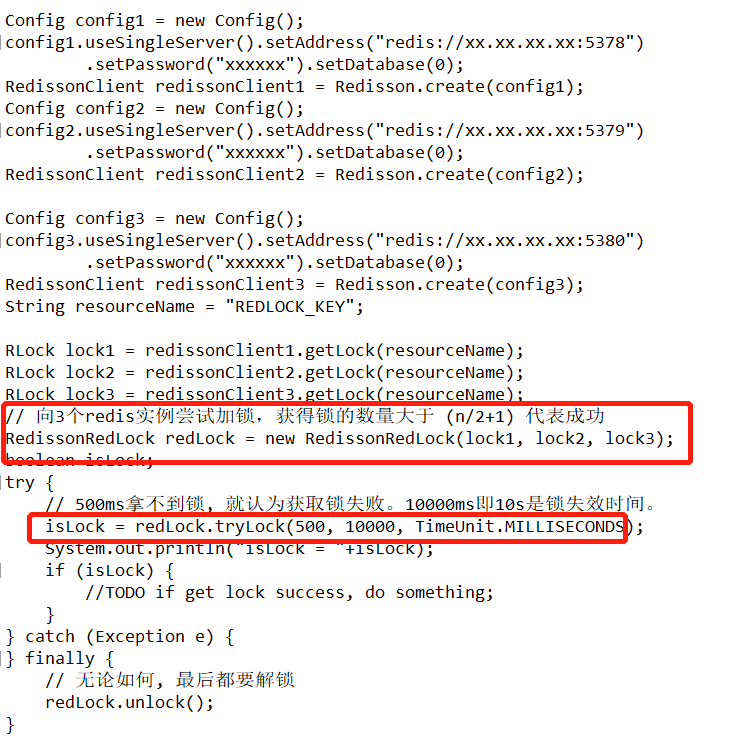 Config config1 = new Config();
config1.useSingleServer().setAddress("redis://xx.xx.xx.xx:5378")
        .setPassword("xxxxxx").setDatabase(0);
RedissonClient redissonClient1 = Redisson.create(config1);
Config config2 = new Config();
config2.useSingleServer().setAddress("redis://xx.xx.xx.xx:5379")
        .setPassword("xxxxxx").setDatabase(0);
RedissonClient redissonClient2 = Redisson.create(config2);

Config config3 = new Config();
config3.useSingleServer().setAddress("redis://xx.xx.xx.xx:5380")
        .setPassword("xxxxxx").setDatabase(0);
RedissonClient redissonClient3 = Redisson.create(config3);
String resourceName = "REDLOCK_KEY";

RLock lock1 = redissonClient1.getLock(resourceName);
RLock lock2 = redissonClient2.getLock(resourceName);
RLock lock3 = redissonClient3.getLock(resourceName);
// 向3个redis实例尝试加锁，获得锁的数量大于 (n/2+1) 代表成功
RedissonRedLock redLock = new RedissonRedLock(lock1, lock2, lock3);
boolean isLock;
try {
    // 500ms拿不到锁, 就认为获取锁失败。10000ms即10s是锁失效时间。
    isLock = redLock.tryLock(500, 10000, TimeUnit.MILLISECONDS);
    System.out.println("isLock = "+isLock);
    if (isLock) {
        //TODO if get lock success, do something;
    }
} catch (Exception e) {
} finally {
    // 无论如何, 最后都要解锁
    redLock.unlock();
}